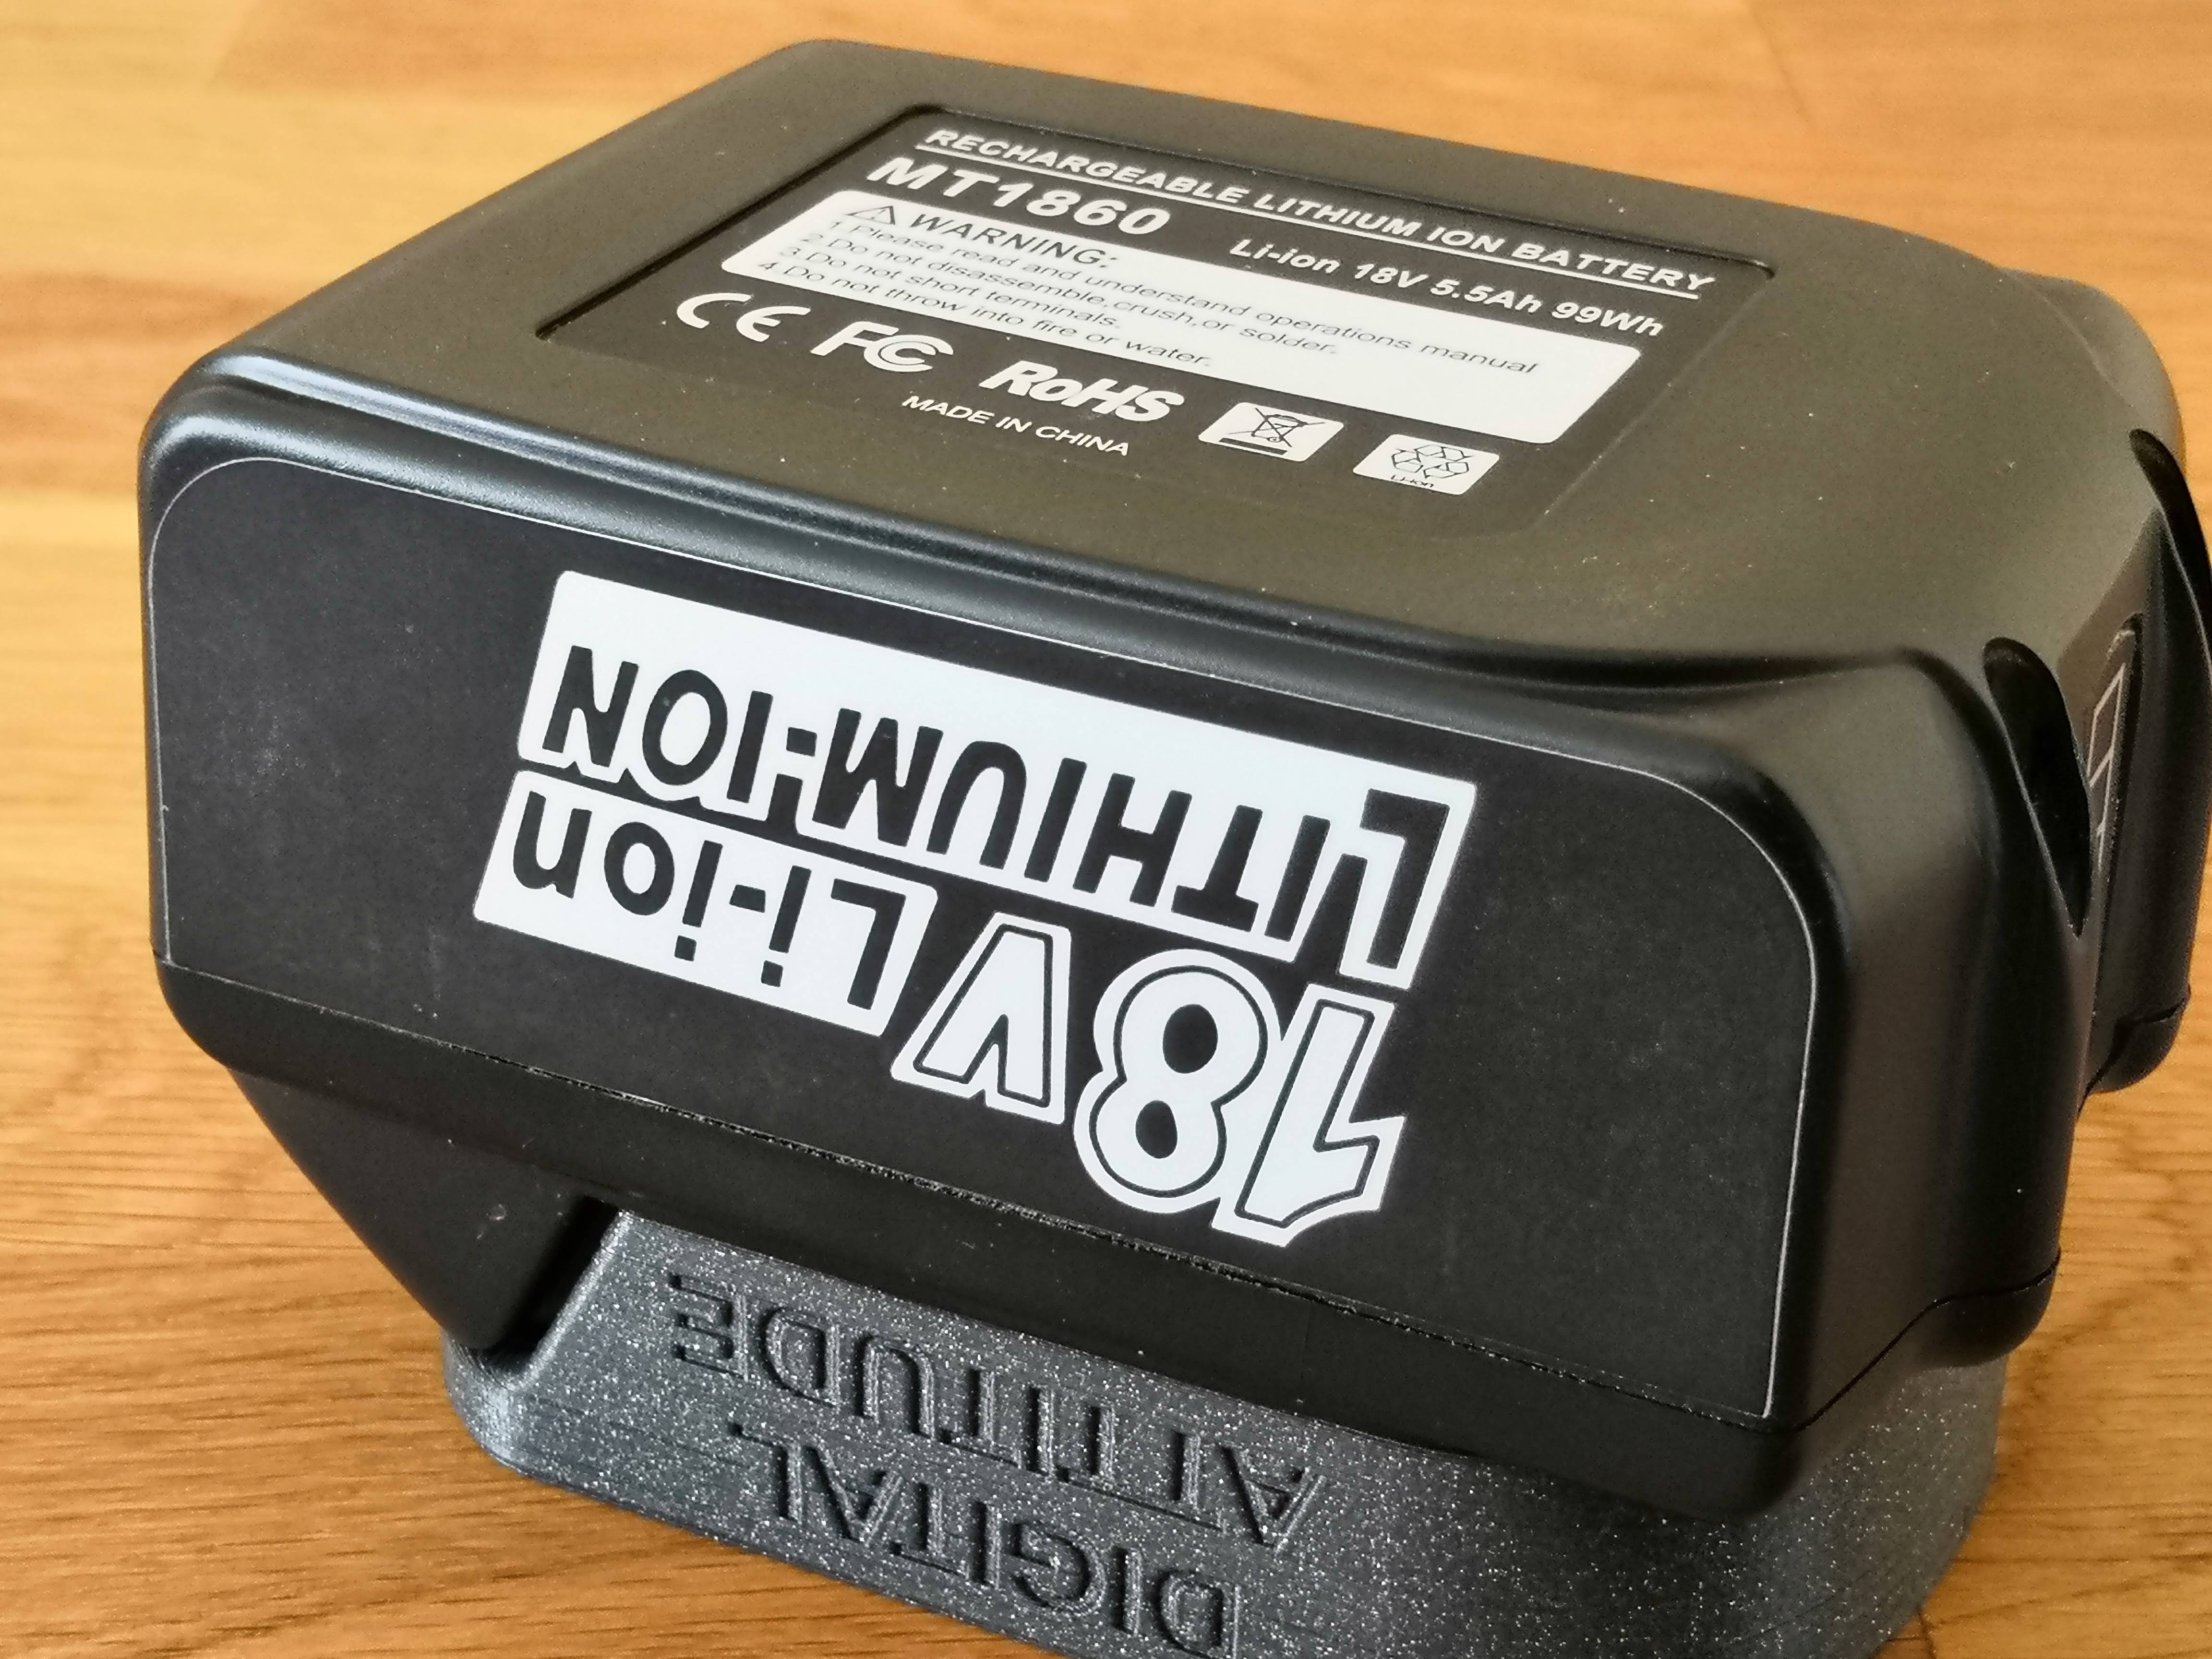 RECHARGEABLE LITHIUM ION BATTERY
MT1860 Li-ion 18V 5.5Ah 99Wh
WARNING:
1.Please read and understand operations manual
2.Do not disassemble,crush,or solder.
3.Do not short terminals.
4.Do not throw into fire or water.
CE FC RoHS
Li-ion
MADE IN CHINA
18V Li-ion
LITHIUM-ION
DIGITAL
ATTITUDE